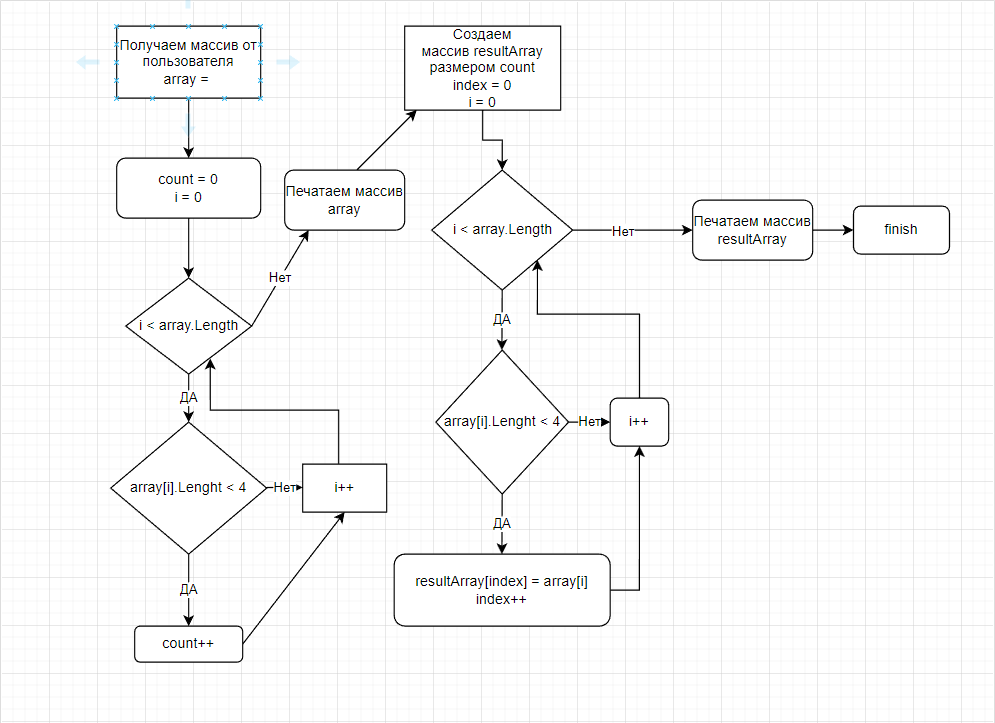 Получаем массив от
пользователя
array =
count = 0
i = 0
i < array.Length
Нет
ДА
array[i].Lenght < 4
Нет
i++
ДА
count++
Печатаем массив
array
Создаем
массив resultArray
размером count
index = 0
i = 0
i < array.Length
Нет
Печатаем массив
resultArray
finish
ДА
array[i].Lenght < 4
Нет
i++
ДА
resultArray[index] = array[i]
index++